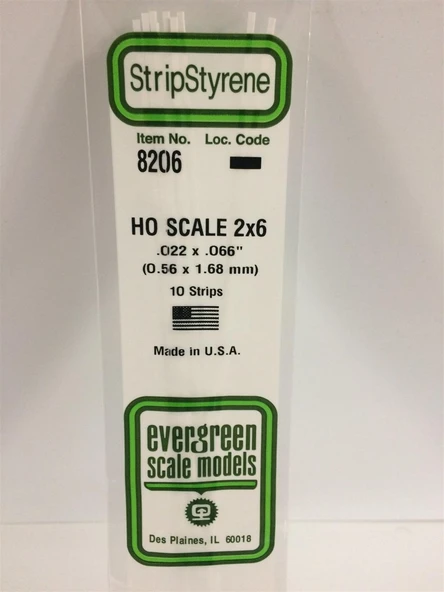 StripStyrene
Item No. Loc. Code
8206
HO SCALE 2x6
.022 x .066"
(0.56 x 1.68 mm)
10 Strips
Made in U.S.A.
evergreen
scale models
Des Plaines, IL 60018